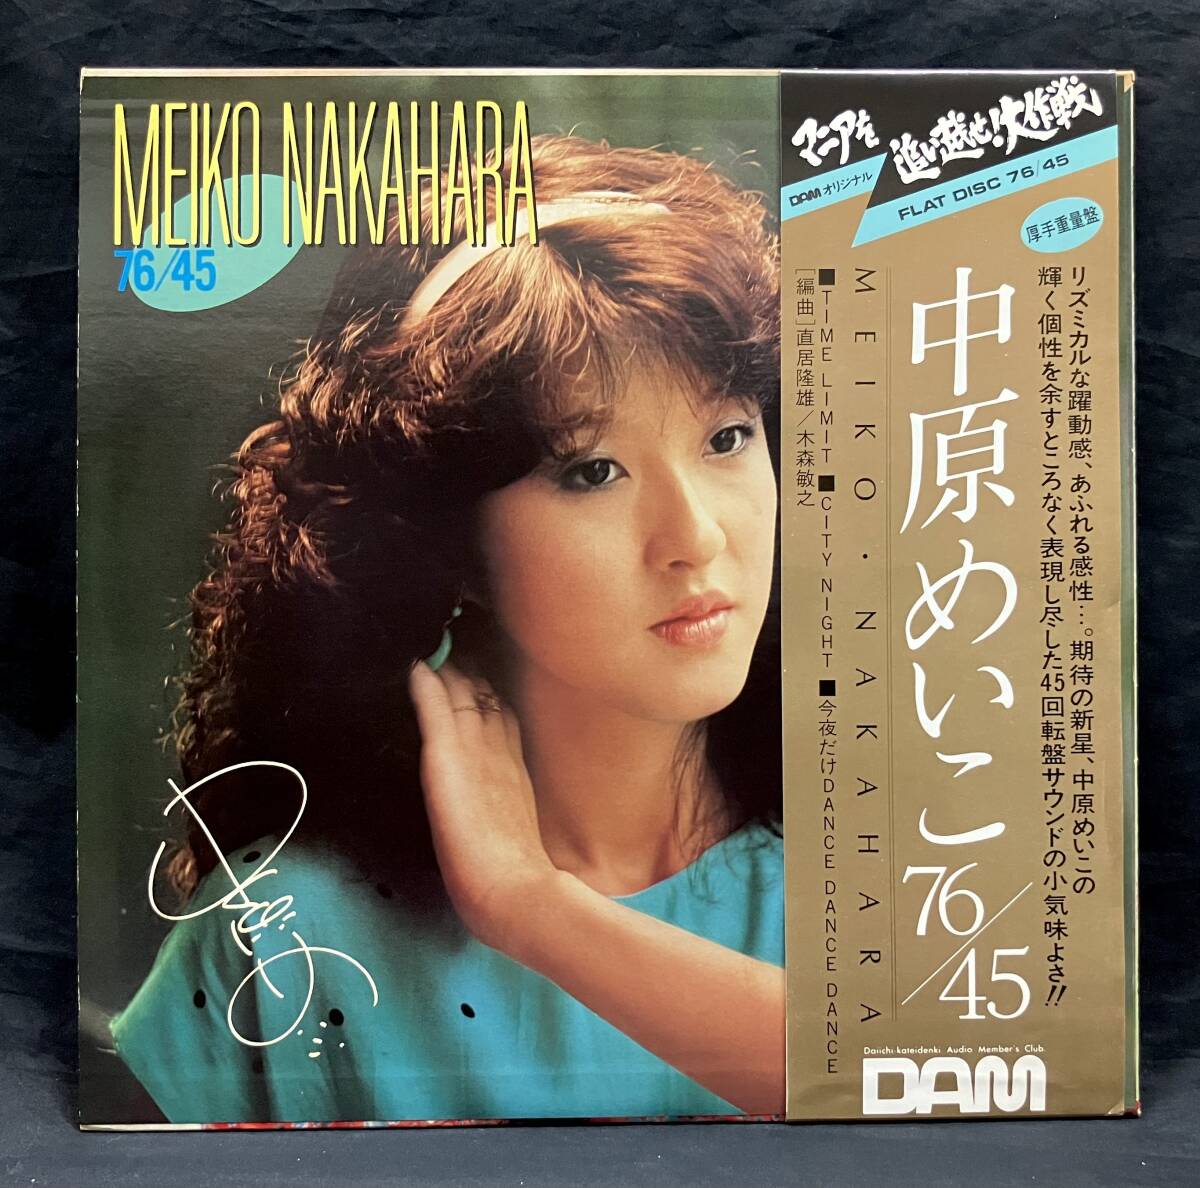 MEIKO NAKAHARA
76/45
マニアを
追い越せ!大作戦
DAMオリジナル
FLAT DISC 76/45
厚手重量盤
リズミカルな躍動感、あふれる感性…。期待の新星、中原めいこの
輝く個性を余すところなく表現し尽した45回転盤サウンドの小気味よさ!!
中原めいこ 76/45
MEIKO・NAKAHARA
■TIME LIMIT■CITY NIGHT■今夜だけDANCE DANCE DANCE
[編曲]直居隆雄/木森敏之
Daiichi-kateidenki Audio Member's Club.
DAM